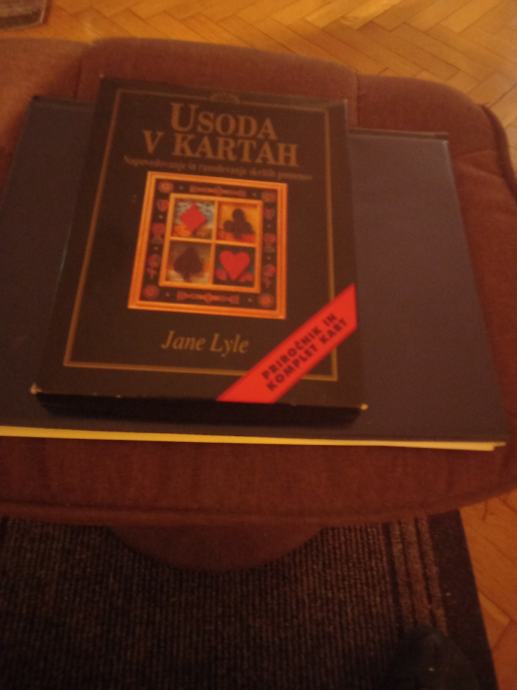 USODA
V KARTAH
Napovedovanje in razodevanje skritih pomenov
Jane Lyle
PRIROČNIK IN
KOMPLET KART